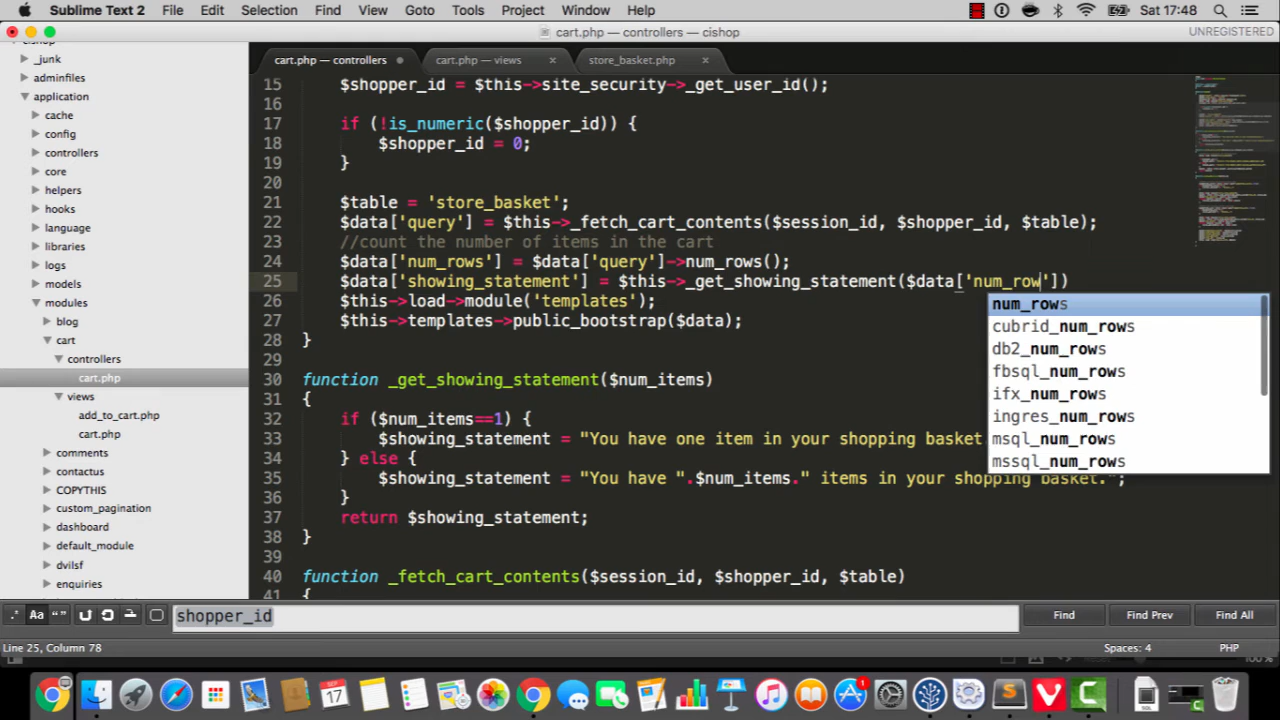 Sublime Text 2 File Edit Selection Find View Goto Tools Project Window Help Sat 17:48
cart.php — controllers — cishop UNREGISTERED
cishop
_junk
adminfiles
application
cache
config
controllers
core
helpers
hooks
language
libraries
logs
models
modules
blog
cart
controllers
cart.php
views
add_to_cart.php
cart.php
comments
contactus
COPYTHIS
custom_pagination
dashboard
default_module
dvilsf
enquiries
cart.php — controllers cart.php — views store_basket.php
15 $shopper_id = $this->site_security->_get_user_id();
16
17 if (!is_numeric($shopper_id)) {
18 $shopper_id = 0;
19 }
20
21 $table = 'store_basket';
22 $data['query'] = $this->_fetch_cart_contents($session_id, $shopper_id, $table);
23 //count the number of items in the cart
24 $data['num_rows'] = $data['query']->num_rows();
25 $data['showing_statement'] = $this->_get_showing_statement($data['num_row'])
26 $this->load->module('templates');
27 $this->templates->public_bootstrap($data);
28 }
29
30 function _get_showing_statement($num_items)
31 {
32 if ($num_items==1) {
33 $showing_statement = "You have one item in your shopping basket
34 } else {
35 $showing_statement = "You have ".$num_items." items in your shopping basket.";
36 }
37 return $showing_statement;
38 }
39
40 function _fetch_cart_contents($session_id, $shopper_id, $table)
41 {
num_rows
cubrid_num_rows
db2_num_rows
fbsql_num_rows
ifx_num_rows
ingres_num_rows
msql_num_rows
mssql_num_rows
.* Aa “” shopper_id Find Find Prev Find All
Line 25, Column 78 Spaces: 4 PHP
100%
17
1